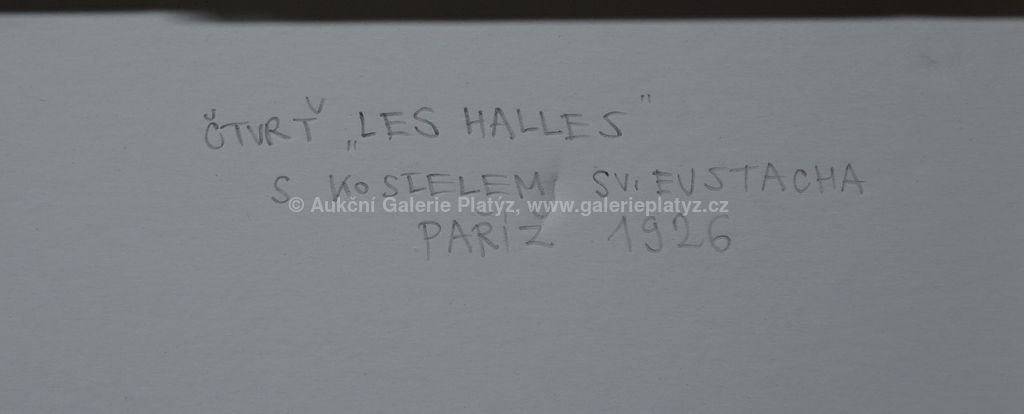 ČTVRŤ „LES HALLES"
S KOSTELEM SV. EUSTACHA
© Aukční Galerie Platýz, www.galerieplatyz.cz
PAŘÍŽ 1926